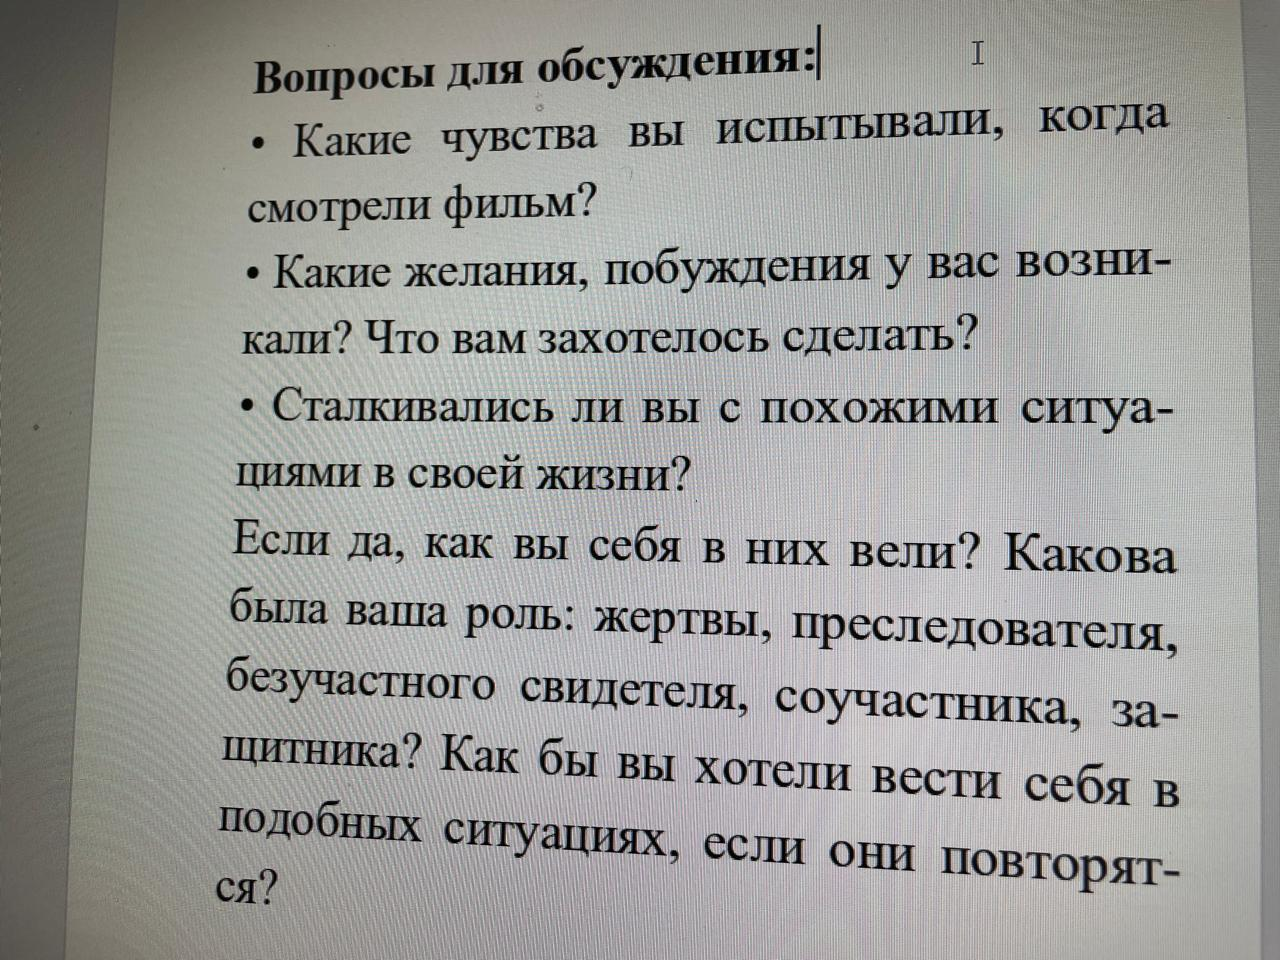 Вопросы для обсуждения:
• Какие чувства вы испытывали, когда
смотрели фильм?
• Какие желания, побуждения у вас возни-
кали? Что вам захотелось сделать?
• Сталкивались ли вы с похожими ситуа-
циями в своей жизни?
Если да, как вы себя в них вели? Какова
была ваша роль: жертвы, преследователя,
безучастного свидетеля, соучастника, за-
щитника? Как бы вы хотели вести себя в
подобных ситуациях, если они повторят-
ся?